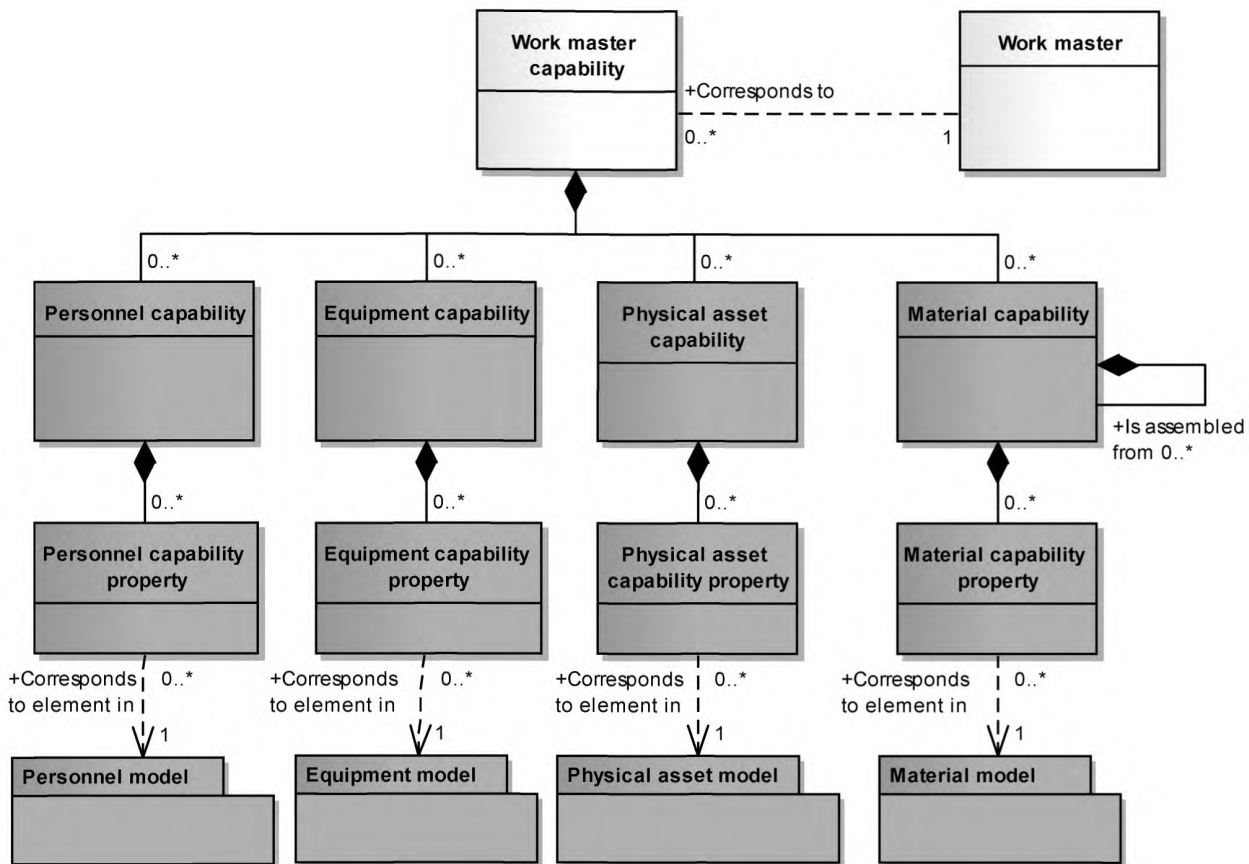 Work master
capability
Work master
+Corresponds to
0..*
1
0..*
0..*
0..*
0..*
Personnel capability
Equipment capability
Physical asset
capability
Material capability
+Is assembled
from 0..*
0..*
0..*
0..*
0..*
Personnel capability
property
Equipment capability
property
Physical asset
capability property
Material capability
property
+Corresponds
to element in
0..*
1
+Corresponds
to element in
0..*
1
+Corresponds
to element in
0..*
1
+Corresponds
to element in
0..*
1
Personnel model
Equipment model
Physical asset model
Material model